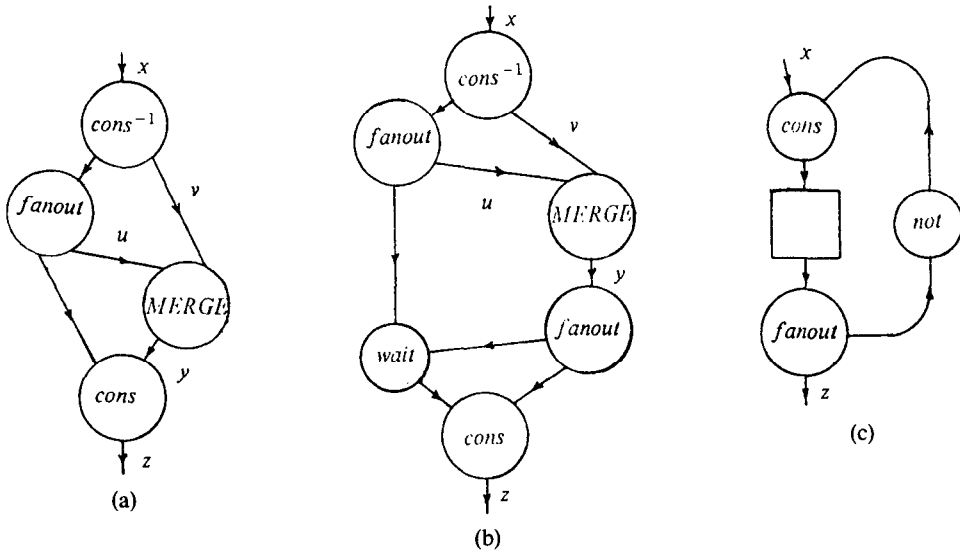 x
cons⁻¹
fanout
v
u
MERGE
y
cons
z
(a)
x
cons⁻¹
fanout
v
u
MERGE
y
wait
fanout
cons
z
(b)
x
cons
not
fanout
z
(c)